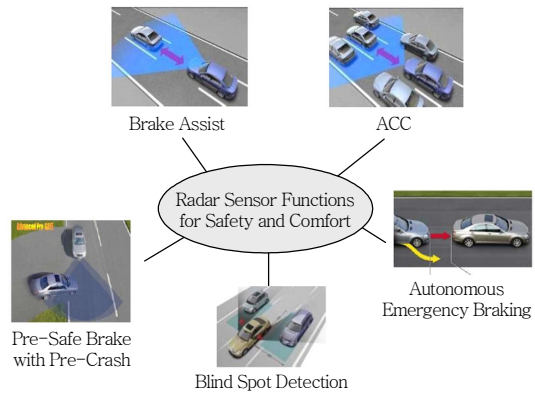 Brake Assist
ACC
Radar Sensor Functions
for Safety and Comfort
Autonomous
Emergency Braking
Pre-Safe Brake
with Pre-Crash
Blind Spot Detection